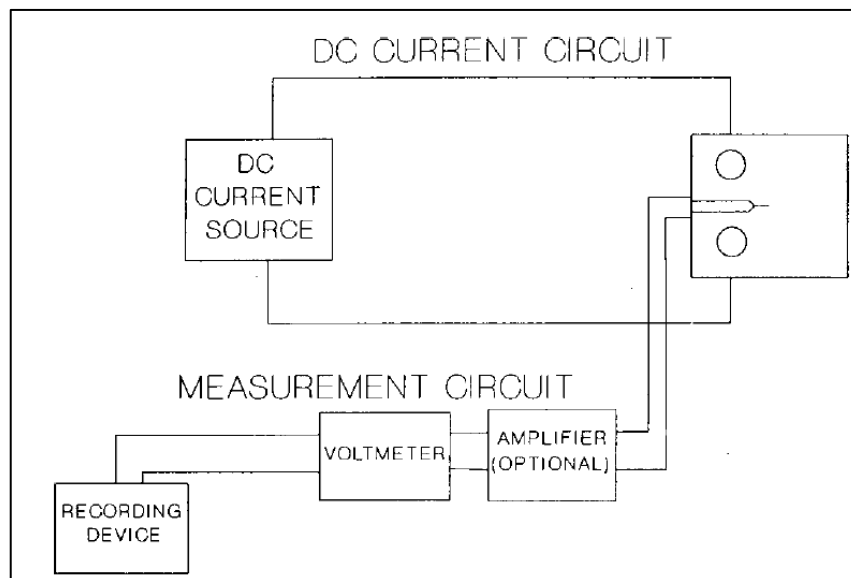 DC CURRENT CIRCUIT
DC
CURRENT
SOURCE
MEASUREMENT CIRCUIT
VOLTMETER
AMPLIFIER
(OPTIONAL)
RECORDING
DEVICE